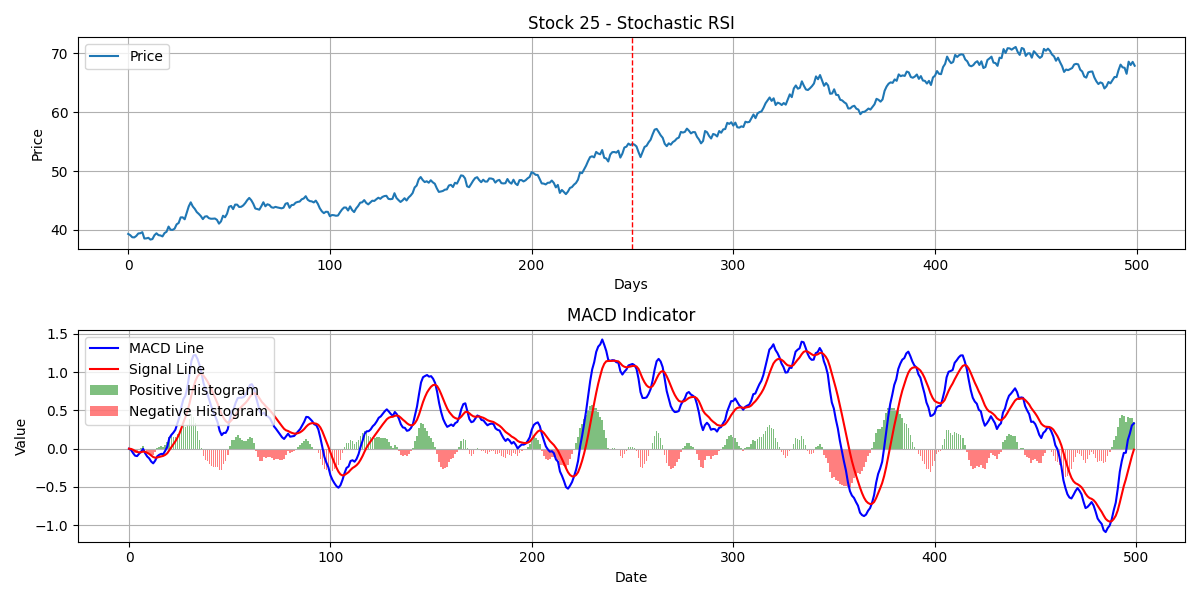 Stock 25 - Stochastic RSI
Price
70
60
50
40
Price
0 100 200 300 400 500
Days
MACD Indicator
MACD Line
Signal Line
Positive Histogram
Negative Histogram
1.5
1.0
0.5
0.0
−0.5
−1.0
Value
0 100 200 300 400 500
Date